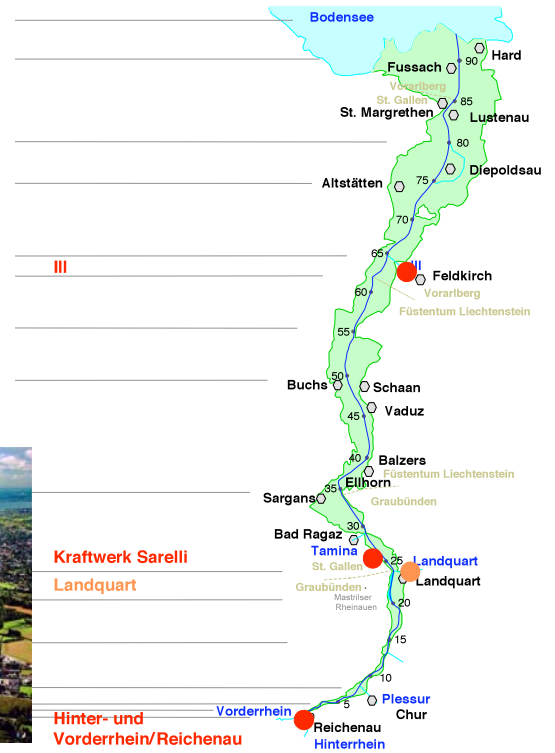 Bodensee
Hard
90
Fussach
Vorarlberg
St. Gallen
85
St. Margrethen
Lustenau
80
Diepoldsau
75
Altstätten
70
65
Ill
Ill
Feldkirch
60
Vorarlberg
Füstentum Liechtenstein
55
50
Buchs
Schaan
Vaduz
45
40
Balzers
Füstentum Liechtenstein
Ellhorn
35
Sargans
Graubünden
30
Bad Ragaz
Tamina
Kraftwerk Sarelli
St. Gallen
25
Landquart
Landquart
Landquart
Graubünden
Mastrilser
Rheinauen
20
15
10
Plessur
5
Vorderrhein
Chur
Hinter- und
Vorderrhein/Reichenau
Reichenau
Hinterrhein